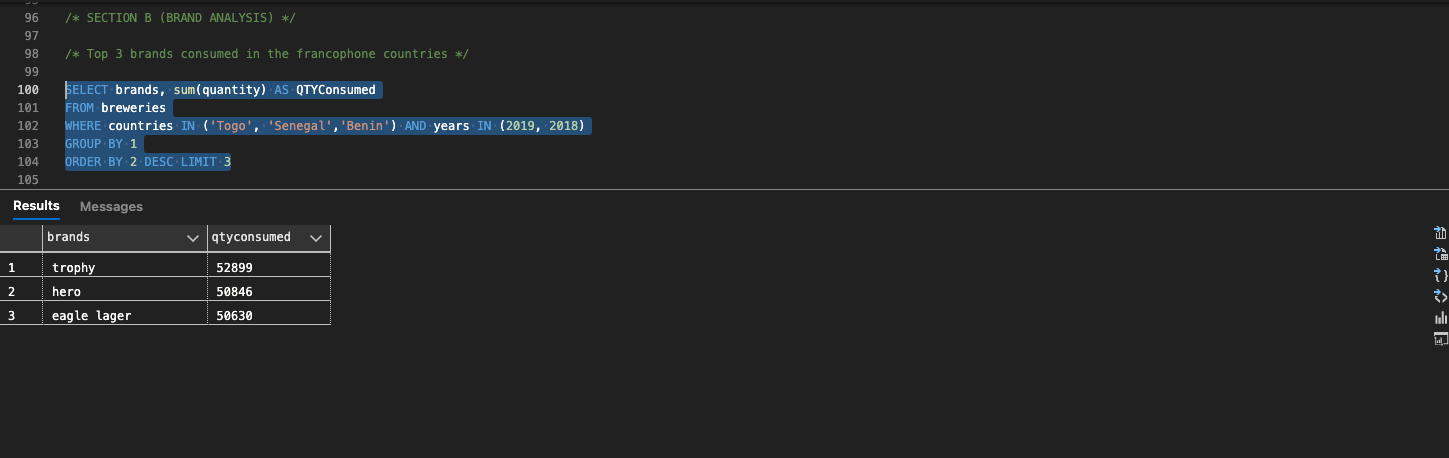 96 /* SECTION B (BRAND ANALYSIS) */
97
98 /* Top 3 brands consumed in the francophone countries */
99
100 SELECT brands, sum(quantity) AS QTYConsumed
101 FROM breweries
102 WHERE countries IN ('Togo', 'Senegal','Benin') AND years IN (2019, 2018)
103 GROUP BY 1
104 ORDER BY 2 DESC LIMIT 3
105
Results Messages
brands qtyconsumed
1 trophy 52899
2 hero 50846
3 eagle lager 50630